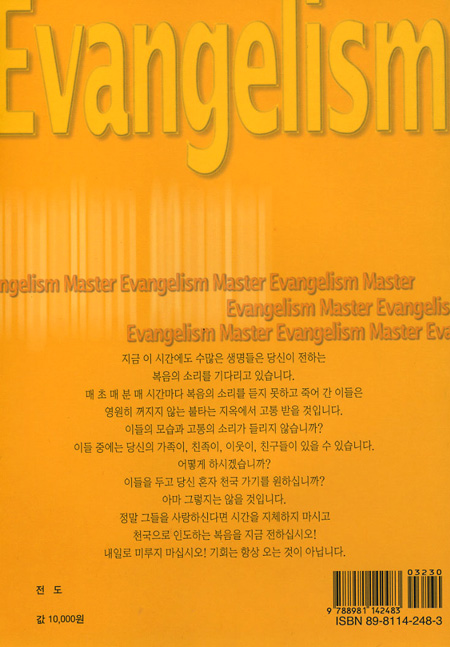 Evangelism
ngelism Master Evangelism Master Evangelism Master
Evangelism Master Evangelis
Evangelism Master Evangelism Master Eva
지금 이 시간에도 수많은 생명들은 당신이 전하는
복음의 소리를 기다리고 있습니다.
매 초 매 분 매 시간마다 복음의 소리를 듣지 못하고 죽어 간 이들은
영원히 꺼지지 않는 불타는 지옥에서 고통 받을 것입니다.
이들의 모습과 고통의 소리가 들리지 않습니까?
이들 중에는 당신의 가족이, 친족이, 이웃이, 친구들이 있을 수 있습니다.
어떻게 하시겠습니까?
이들을 두고 당신 혼자 천국 가기를 원하십니까?
아마 그렇지는 않을 것입니다.
정말 그들을 사랑하신다면 시간을 지체하지 마시고
천국으로 인도하는 복음을 지금 전하십시오!
내일로 미루지 마십시오! 기회는 항상 오는 것이 아닙니다.
03230
전 도
9 788981 142483
값 10,000원
ISBN 89-8114-248-3